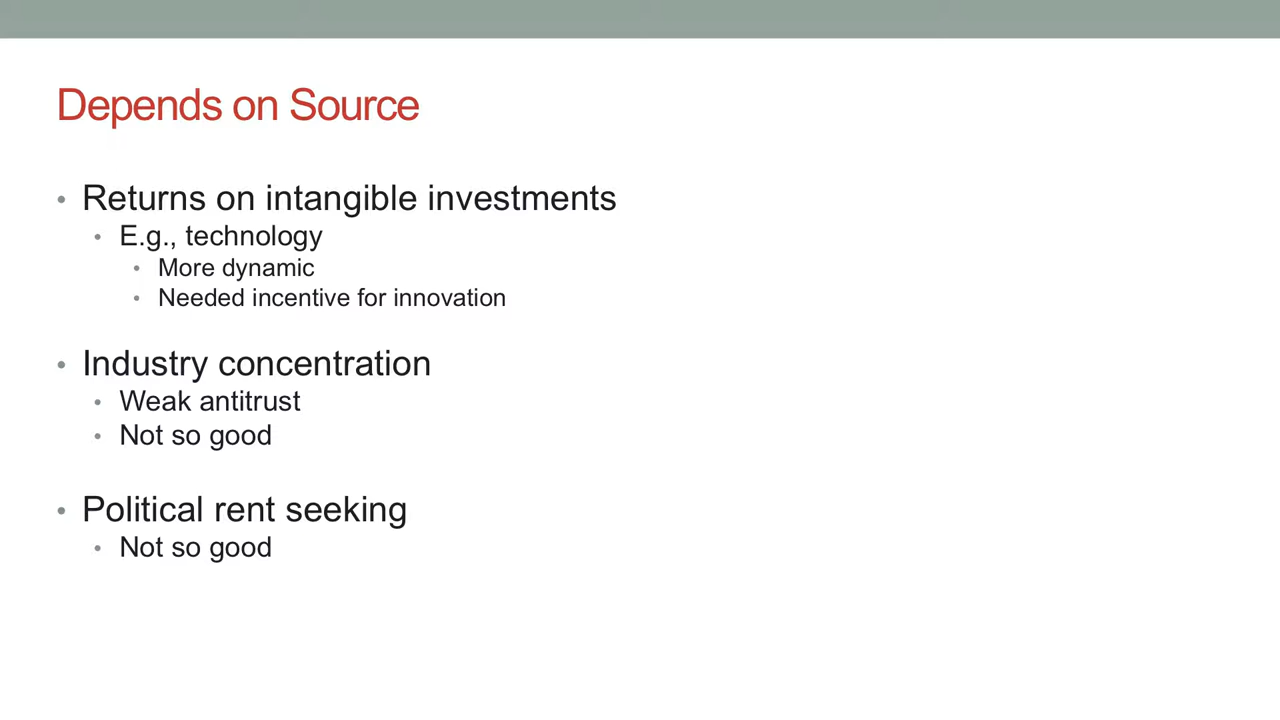 Depends on Source
• Returns on intangible investments
• E.g., technology
• More dynamic
• Needed incentive for innovation
• Industry concentration
• Weak antitrust
• Not so good
• Political rent seeking
• Not so good